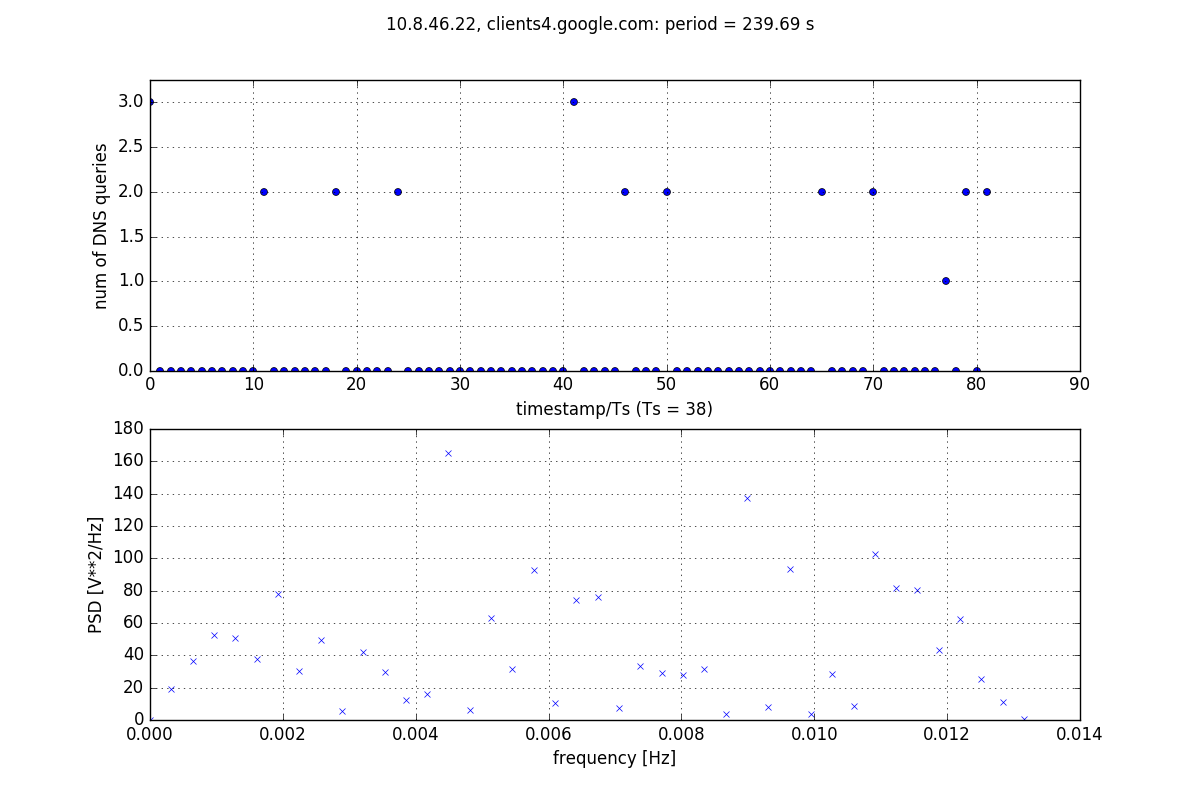 10.8.46.22, clients4.google.com: period = 239.69 s
3.0
2.5
2.0
1.5
1.0
0.5
0.0
num of DNS queries
0 10 20 30 40 50 60 70 80 90
timestamp/Ts (Ts = 38)
180
160
140
120
100
80
60
40
20
0
PSD [V**2/Hz]
0.000 0.002 0.004 0.006 0.008 0.010 0.012 0.014
frequency [Hz]